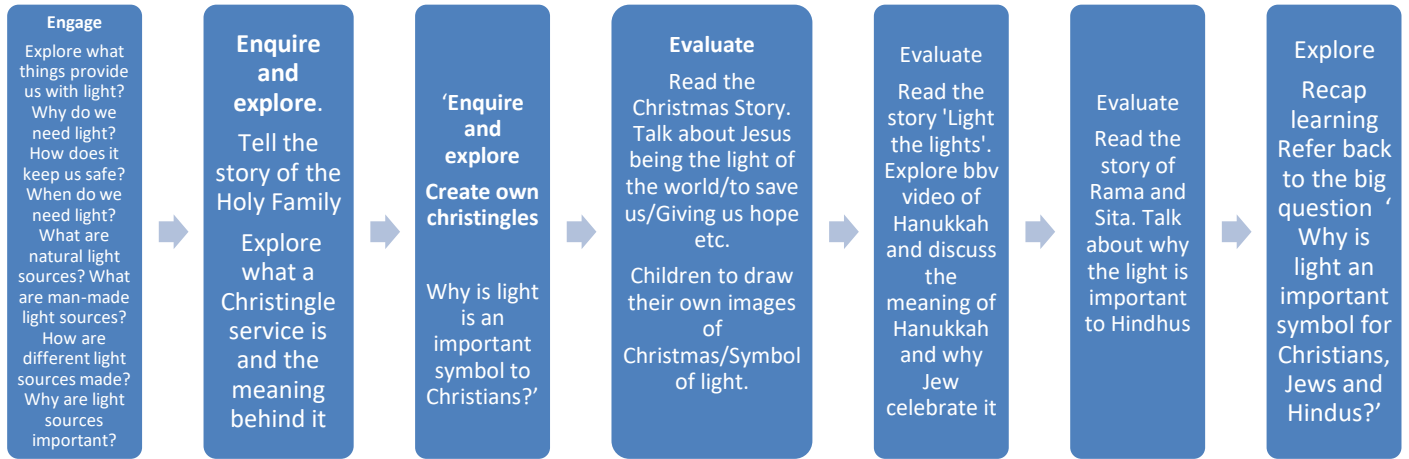 Engage
Explore what
things provide
us with light?
Why do we
need light?
How does it
keep us safe?
When do we
need light?
What are
natural light
sources? What
are man-made
light sources?
How are
different light
sources made?
Why are light
sources
important?
Enquire
and
explore.
Tell the
story of the
Holy Family
Explore
what a
Christingle
service is
and the
meaning
behind it
‘Enquire
and
explore
Create own
christingles
Why is light
is an
important
symbol to
Christians?’
Evaluate
Read the
Christmas Story.
Talk about Jesus
being the light of
the world/to save
us/Giving us hope
etc.
Children to draw
their own images
of
Christmas/Symbol
of light.
Evaluate
Read the
story 'Light
the lights'.
Explore bbv
video of
Hanukkah
and discuss
the
meaning of
Hanukkah
and why
Jew
celebrate it
Evaluate
Read the
story of
Rama and
Sita. Talk
about why
the light is
important
to Hindhus
Explore
Recap
learning
Refer back
to the big
question ‘
Why is
light an
important
symbol for
Christians,
Jews and
Hindus?’